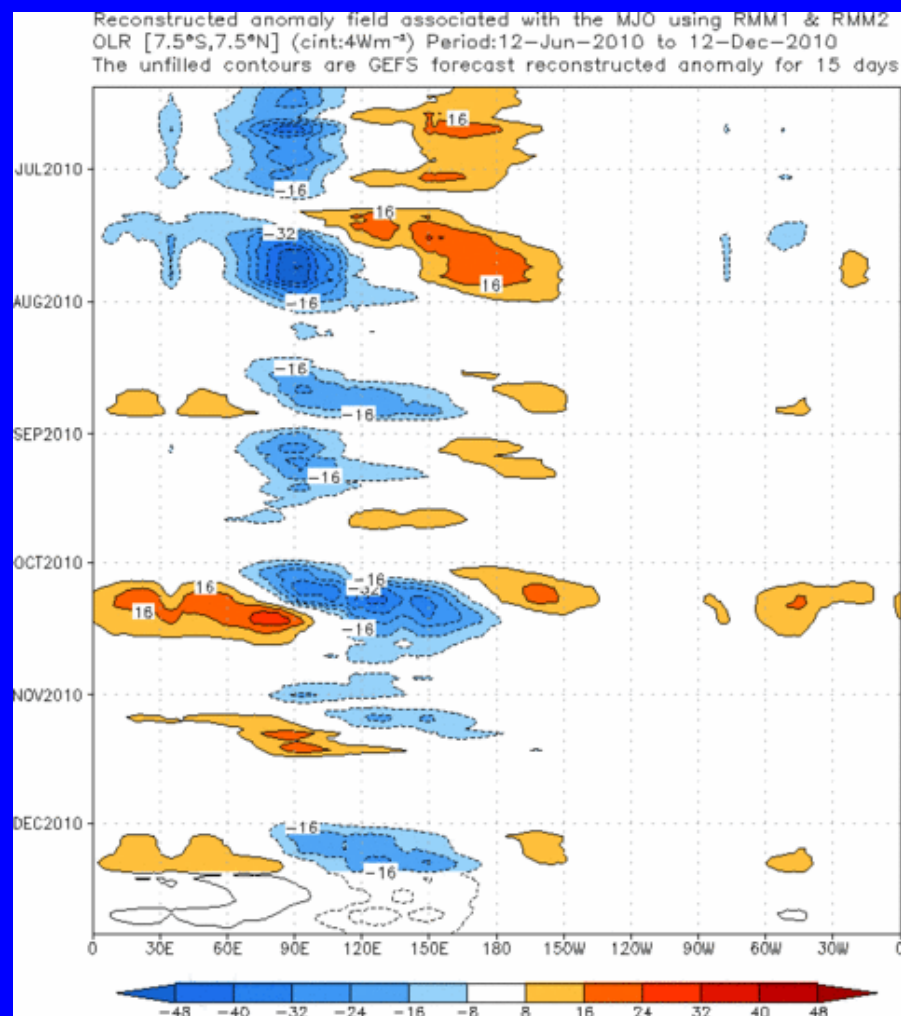 Reconstructed anomaly field associated with the MJO using RMM1 & RMM2
OLR [7.5°S,7.5°N] (cint:4Wm⁻²) Period:12-Jun-2010 to 12-Dec-2010
The unfilled contours are GEFS forecast reconstructed anomaly for 15 days
16
JUL2010
-16
16
-32
16
AUG2010
-16
-16
-16
SEP2010
-16
OCT2010
-16
-32
16
16
-16
NOV2010
DEC2010
-16
-16
0 30E 60E 90E 120E 150E 180 150W 120W 90W 60W 30W 0
-48 -40 -32 -24 -16 -8 8 16 24 32 40 48